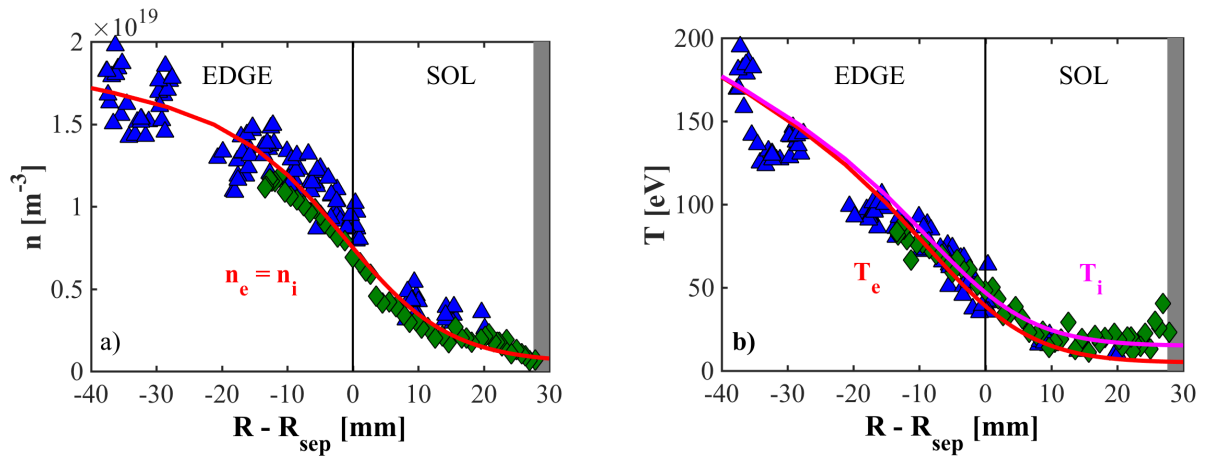 ×10^19
2
1.5
1
0.5
0
n [m^-3]
EDGE
SOL
n_e = n_i
a)
-40 -30 -20 -10 0 10 20 30
R - R_sep [mm]
200
150
100
50
0
T [eV]
EDGE
SOL
T_e
T_i
b)
-40 -30 -20 -10 0 10 20 30
R - R_sep [mm]